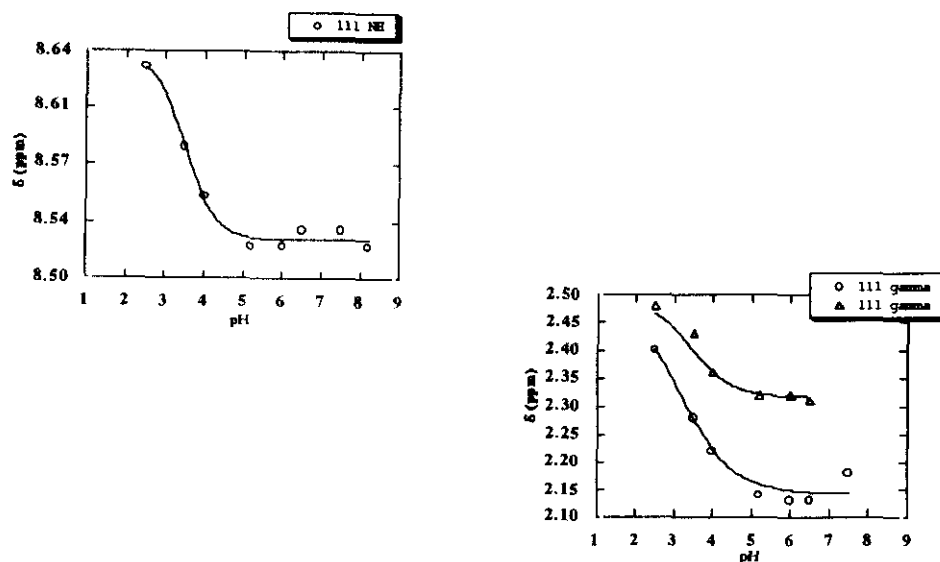 111 NH
8.64
8.61
8.57
8.54
8.50
δ (ppm)
1 2 3 4 5 6 7 8 9
pH
111 gamma
111 gamma
2.50
2.45
2.40
2.35
2.30
2.25
2.20
2.15
2.10
δ (ppm)
1 2 3 4 5 6 7 8 9
pH